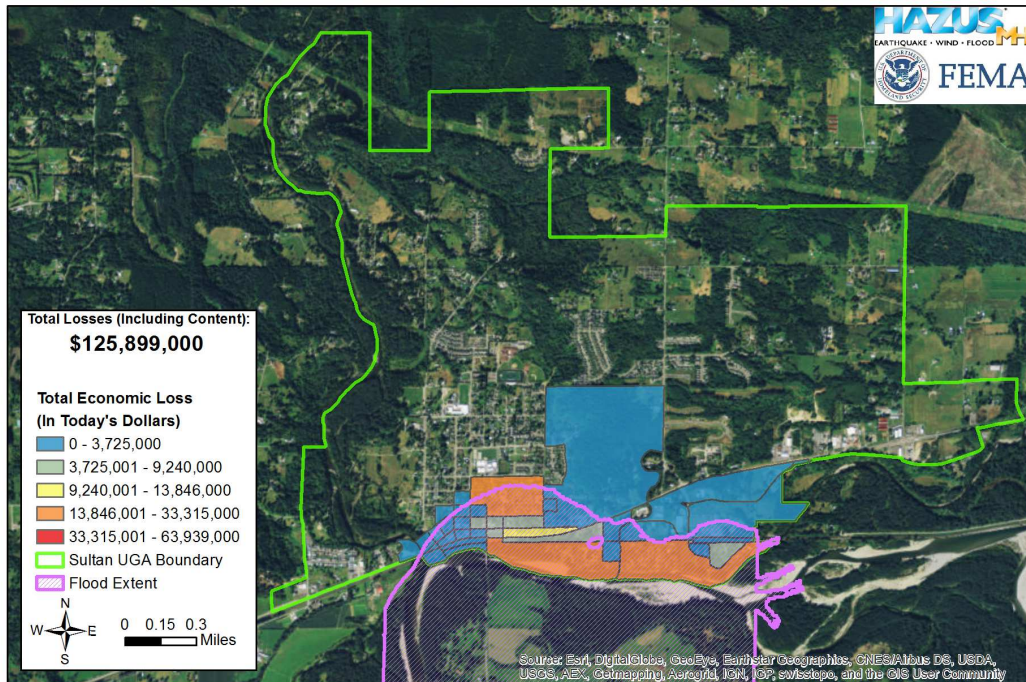 HAZUS MH
EARTHQUAKE • WIND • FLOOD
U.S. DEPARTMENT OF
HOMELAND SECURITY
FEMA
Total Losses (Including Content):
$125,899,000
Total Economic Loss
(In Today's Dollars)
0 - 3,725,000
3,725,001 - 9,240,000
9,240,001 - 13,846,000
13,846,001 - 33,315,000
33,315,001 - 63,939,000
Sultan UGA Boundary
Flood Extent
N
W E
S
0 0.15 0.3
Miles
Source: Esri, DigitalGlobe, GeoEye, Earthstar Geographics, CNES/Airbus DS, USDA,
USGS, AEX, Getmapping, Aerogrid, IGN, IGP, swisstopo, and the GIS User Community